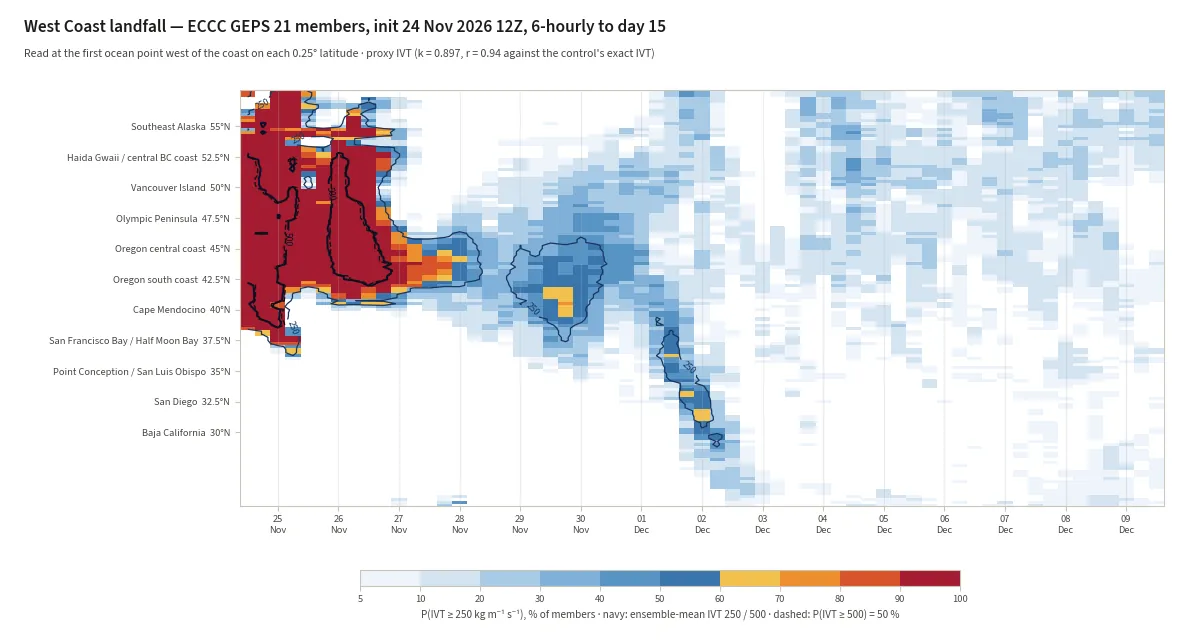 West Coast landfall — ECCC GEPS 21 members, init 24 Nov 2026 12Z, 6-hourly to day 15
Read at the first ocean point west of the coast on each 0.25° latitude · proxy IVT (k = 0.897, r = 0.94 against the control's exact IVT)
Southeast Alaska 55°N
Haida Gwaii / central BC coast 52.5°N
Vancouver Island 50°N
Olympic Peninsula 47.5°N
Oregon central coast 45°N
Oregon south coast 42.5°N
Cape Mendocino 40°N
San Francisco Bay / Half Moon Bay 37.5°N
Point Conception / San Luis Obispo 35°N
San Diego 32.5°N
Baja California 30°N
500
250
250
25 26 27 28 29 30 01 02 03 04 05 06 07 08 09
Nov Nov Nov Nov Nov Nov Dec Dec Dec Dec Dec Dec Dec Dec Dec
5 10 20 30 40 50 60 70 80 90 100
P(IVT ≥ 250 kg m⁻¹ s⁻¹), % of members · navy: ensemble-mean IVT 250 / 500 · dashed: P(IVT ≥ 500) = 50 %